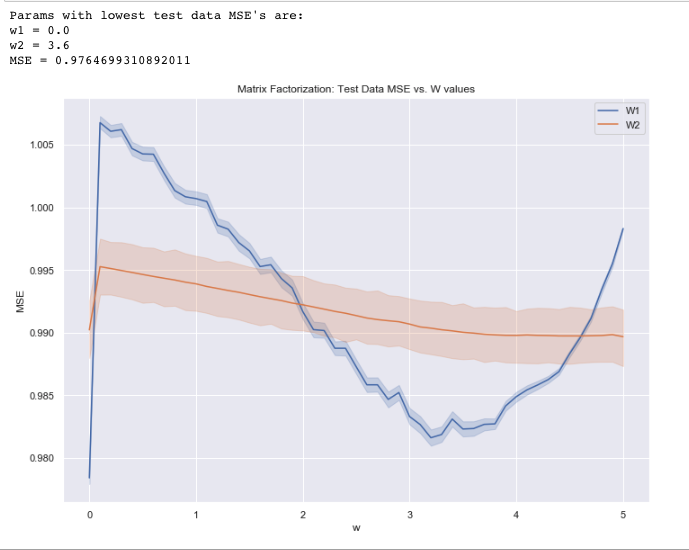 Params with lowest test data MSE's are:
w1 = 0.0
w2 = 3.6
MSE = 0.9764699310892011
Matrix Factorization: Test Data MSE vs. W values
W1
W2
1.005
1.000
0.995
0.990
0.985
0.980
MSE
0 1 2 3 4 5
w